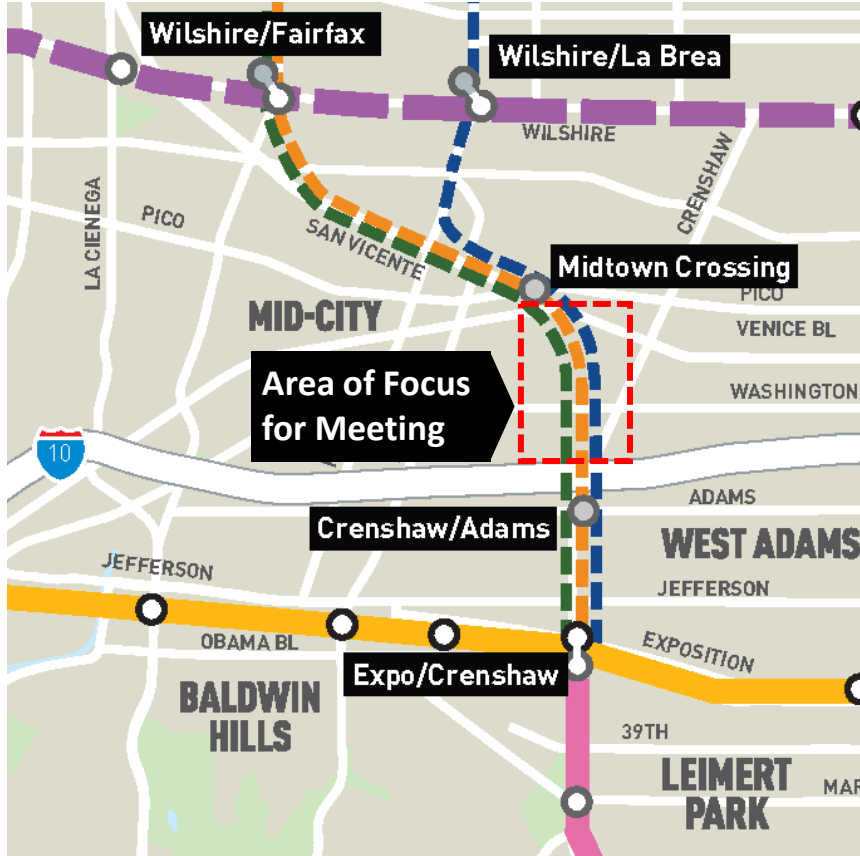 Wilshire/Fairfax
Wilshire/La Brea
WILSHIRE
CRENSHAW
LA CIENEGA
PICO
SAN VICENTE
Midtown Crossing
PICO
MID-CITY
VENICE BL
Area of Focus
for Meeting
WASHINGTON
10
ADAMS
Crenshaw/Adams
WEST ADAMS
JEFFERSON
JEFFERSON
OBAMA BL
EXPOSITION
Expo/Crenshaw
BALDWIN
HILLS
39TH
LEIMERT
PARK
MAR